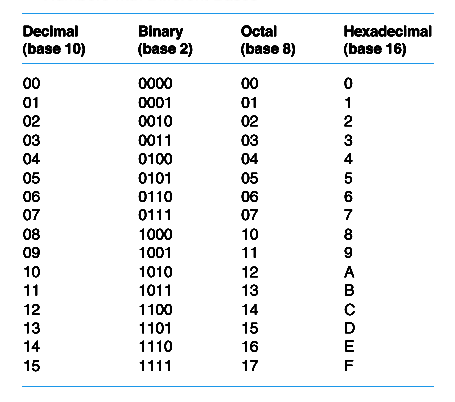 Decimal Binary Octal Hexadecimal
(base 10) (base 2) (base 8) (base 16)
00 0000 00 0
01 0001 01 1
02 0010 02 2
03 0011 03 3
04 0100 04 4
05 0101 05 5
06 0110 06 6
07 0111 07 7
08 1000 10 8
09 1001 11 9
10 1010 12 A
11 1011 13 B
12 1100 14 C
13 1101 15 D
14 1110 16 E
15 1111 17 F